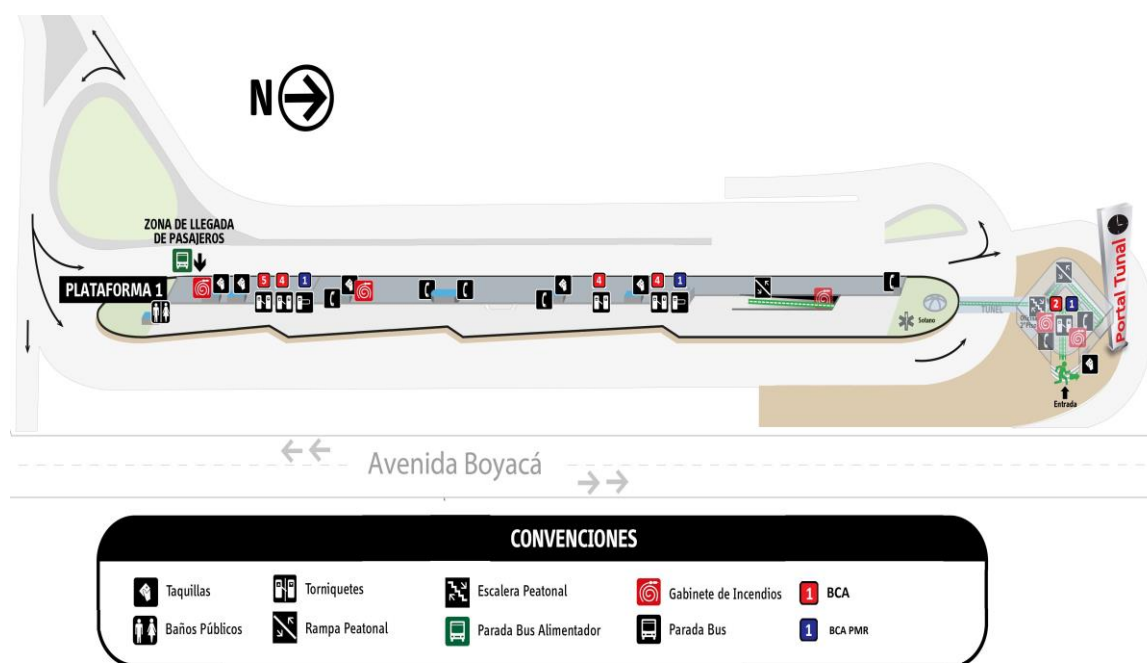 N
ZONA DE LLEGADA
DE PASAJEROS
PLATAFORMA 1
5 4 1
4
4 1
Solano
TUNEL
2 1
Portal Tunal
Entrada
Avenida Boyacá
CONVENCIONES
Taquillas
Torniquetes
Escalera Peatonal
Gabinete de Incendios
1 BCA
Baños Públicos
Rampa Peatonal
Parada Bus Alimentador
Parada Bus
1 BCA PMR